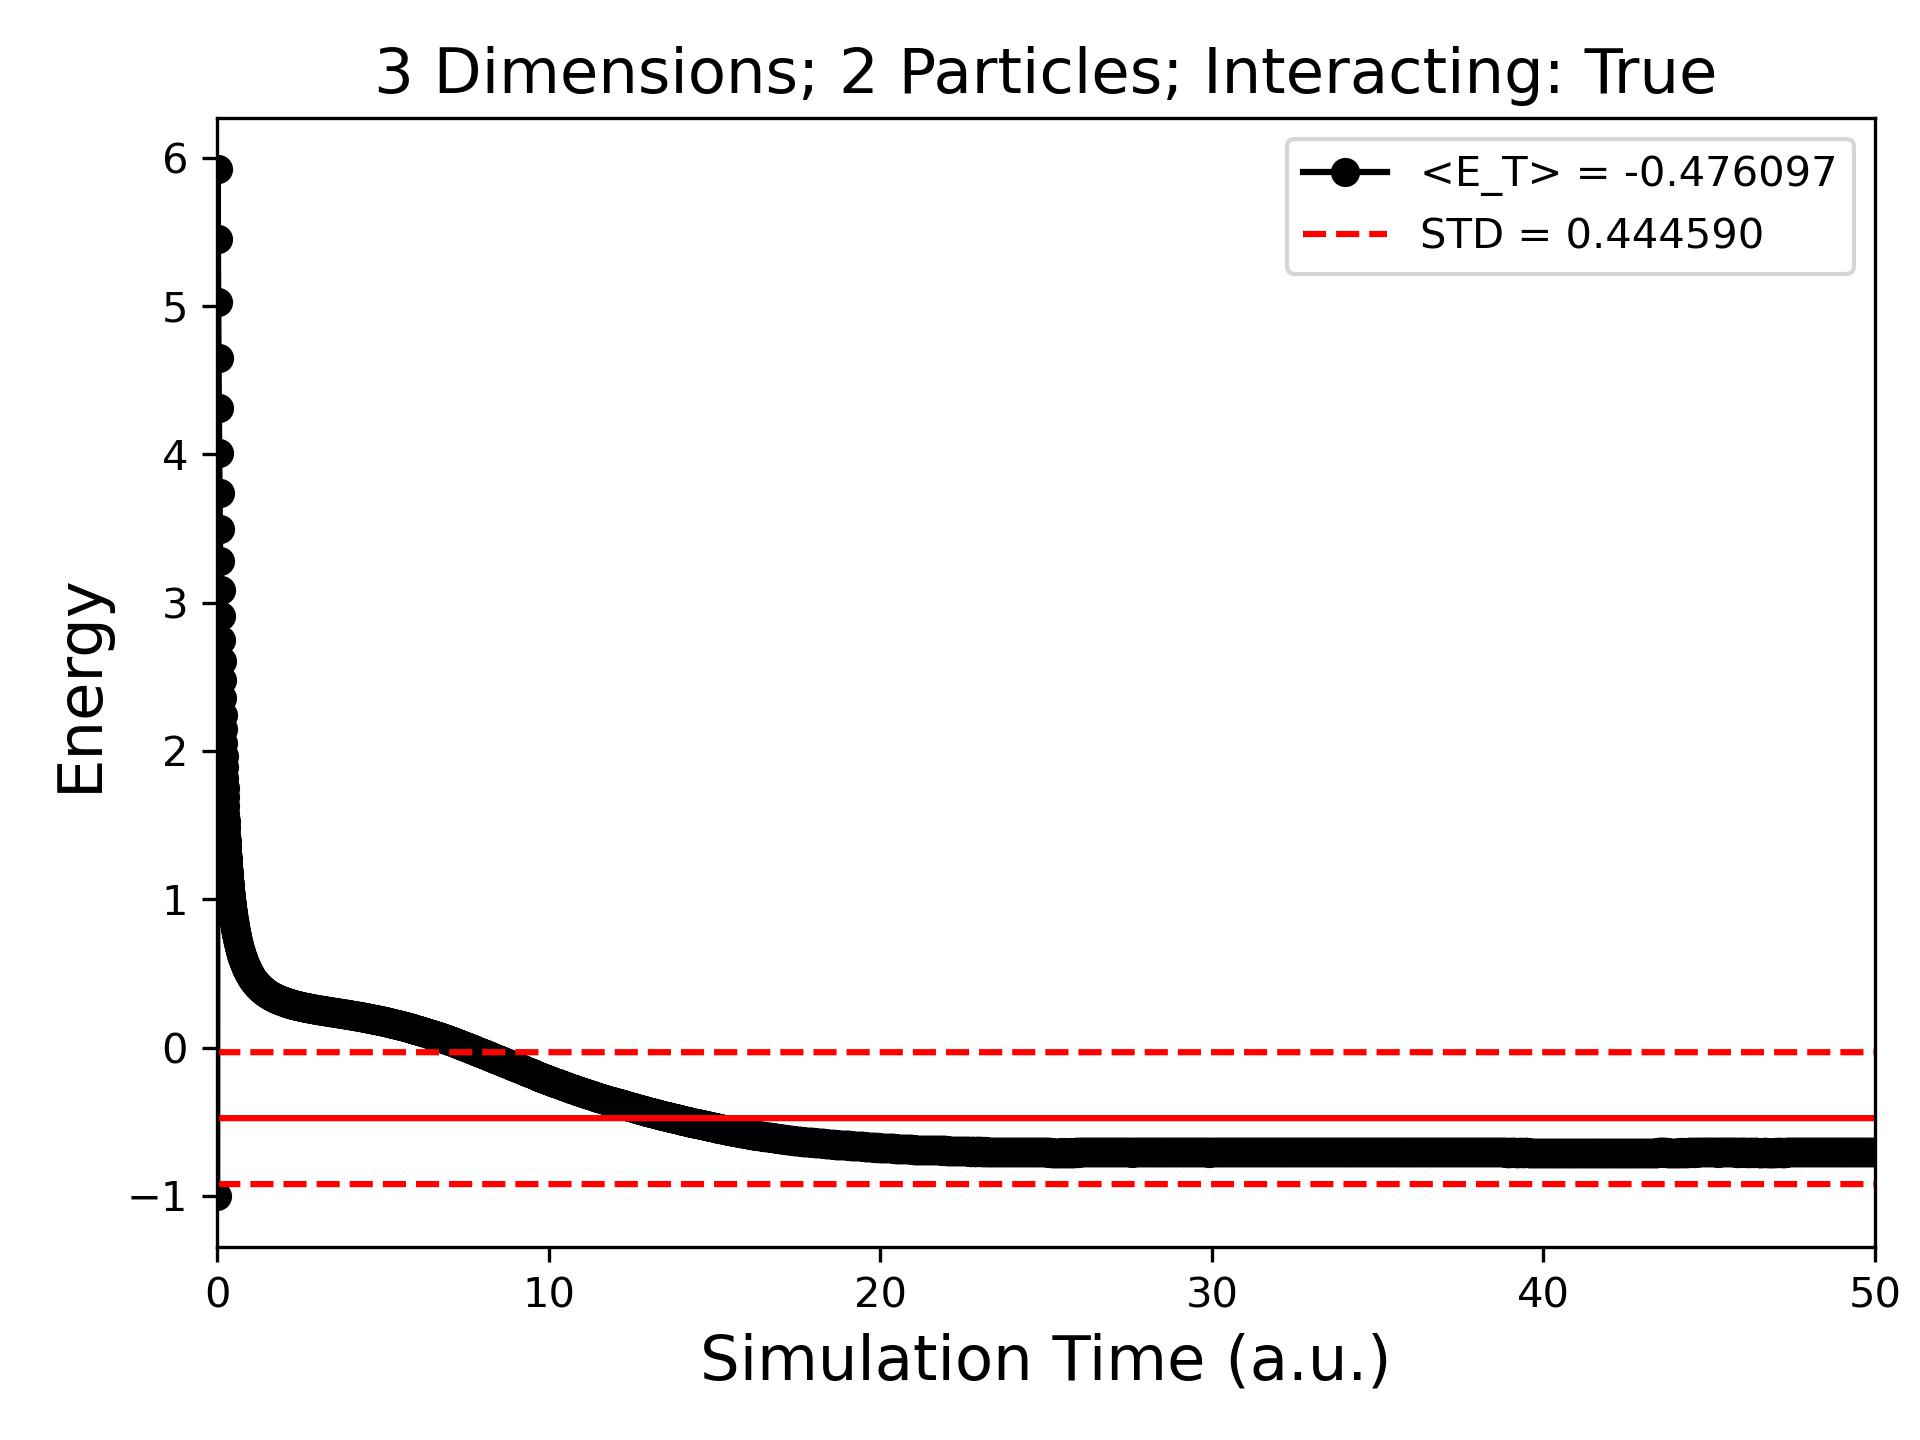 3 Dimensions; 2 Particles; Interacting: True
<E_T> = -0.476097
STD = 0.444590
Energy
6
5
4
3
2
1
0
−1
0 10 20 30 40 50
Simulation Time (a.u.)